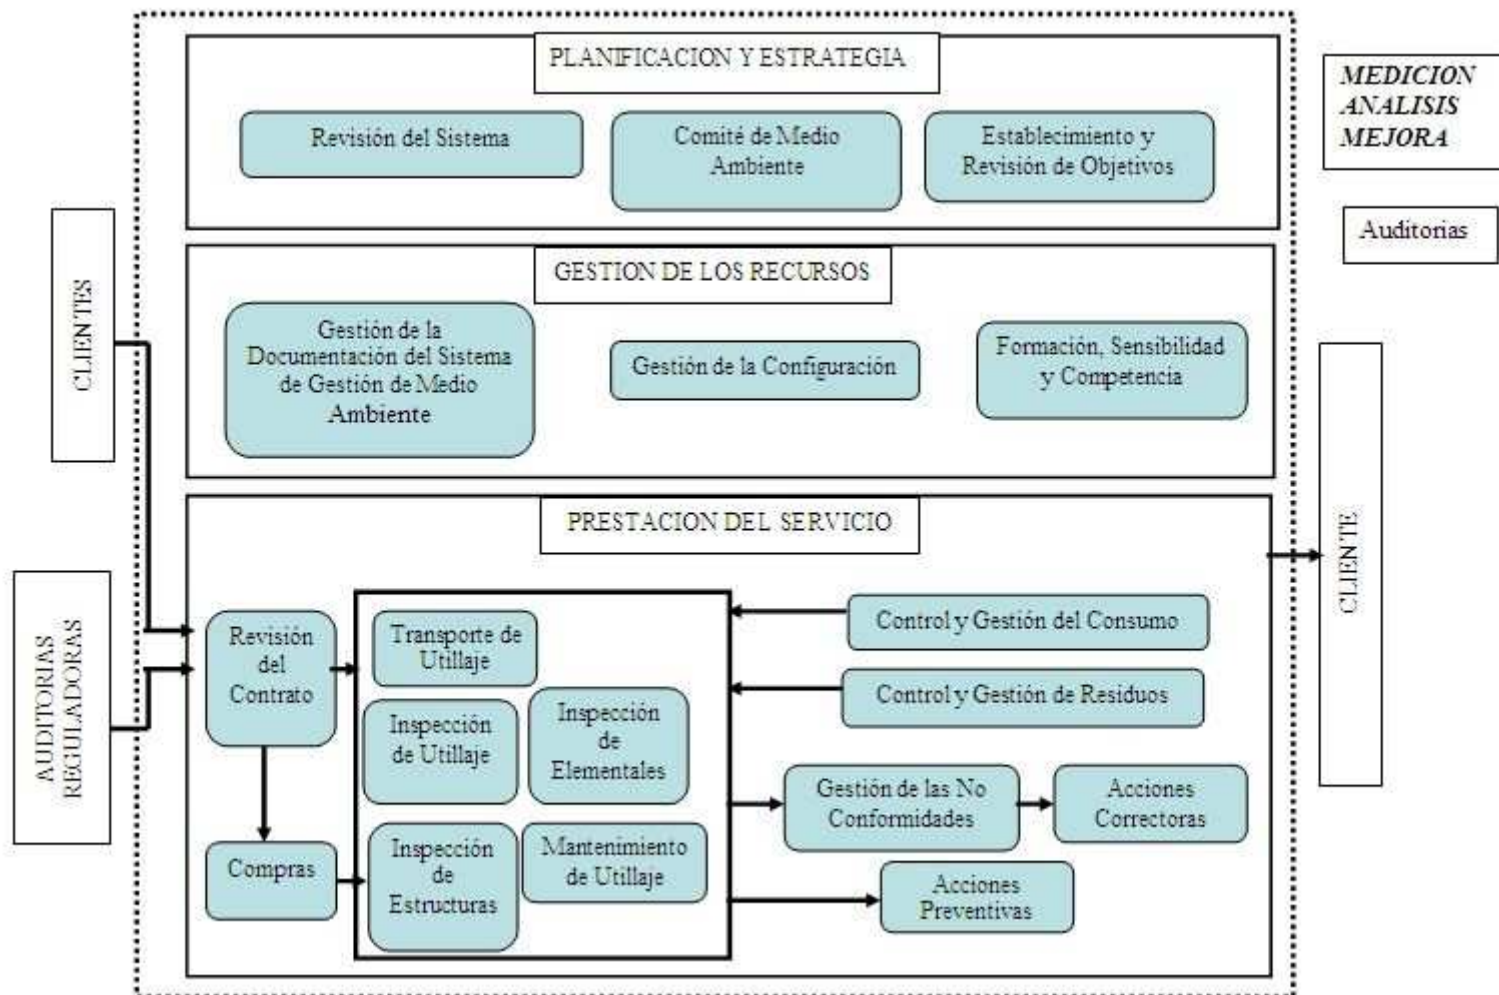 PLANIFICACION Y ESTRATEGIA
Revisión del Sistema
Comité de Medio
Ambiente
Establecimiento y
Revisión de Objetivos
MEDICION
ANALISIS
MEJORA
Auditorias
CLIENTES
GESTION DE LOS RECURSOS
Gestión de la
Documentación del Sistema
de Gestión de Medio
Ambiente
Gestión de la Configuración
Formación, Sensibilidad
y Competencia
PRESTACION DEL SERVICIO
CLIENTE
AUDITORIAS
REGULADORAS
Revisión
del
Contrato
Compras
Transporte de
Utillaje
Inspección
de Utillaje
Inspección
de
Elementales
Inspección
de
Estructuras
Mantenimiento
de Utillaje
Control y Gestión del Consumo
Control y Gestión de Residuos
Gestión de las No
Conformidades
Acciones
Correctoras
Acciones
Preventivas